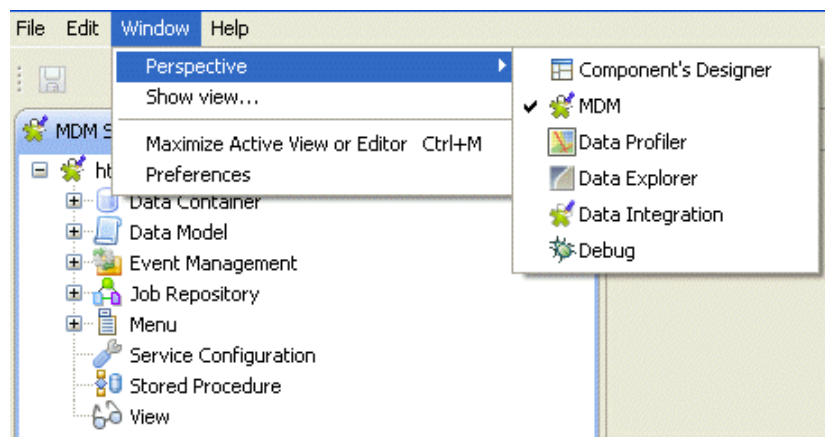 File Edit Window Help
Perspective
Component's Designer
Show view...
MDM
MDM S
Maximize Active View or Editor Ctrl+M
Data Profiler
ht
Preferences
Data Explorer
Data Container
Data Integration
Data Model
Debug
Event Management
Job Repository
Menu
Service Configuration
Stored Procedure
View